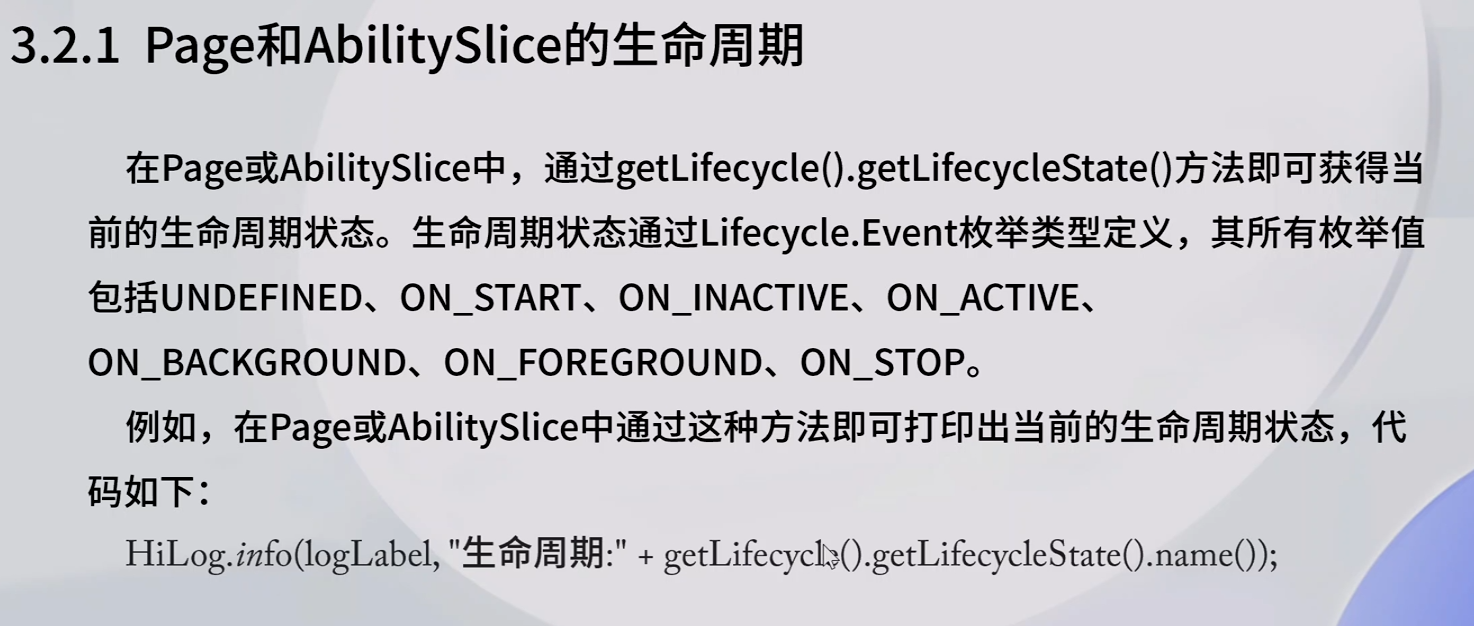 3.2.1 Page和AbilitySlice的生命周期
在Page或AbilitySlice中，通过getLifecycle().getLifecycleState()方法即可获得当
前的生命周期状态。生命周期状态通过Lifecycle.Event枚举类型定义，其所有枚举值
包括UNDEFINED、ON_START、ON_INACTIVE、ON_ACTIVE、
ON_BACKGROUND、ON_FOREGROUND、ON_STOP。
例如，在Page或AbilitySlice中通过这种方法即可打印出当前的生命周期状态，代
码如下：
HiLog.info(logLabel, "生命周期:" + getLifecycle().getLifecycleState().name());